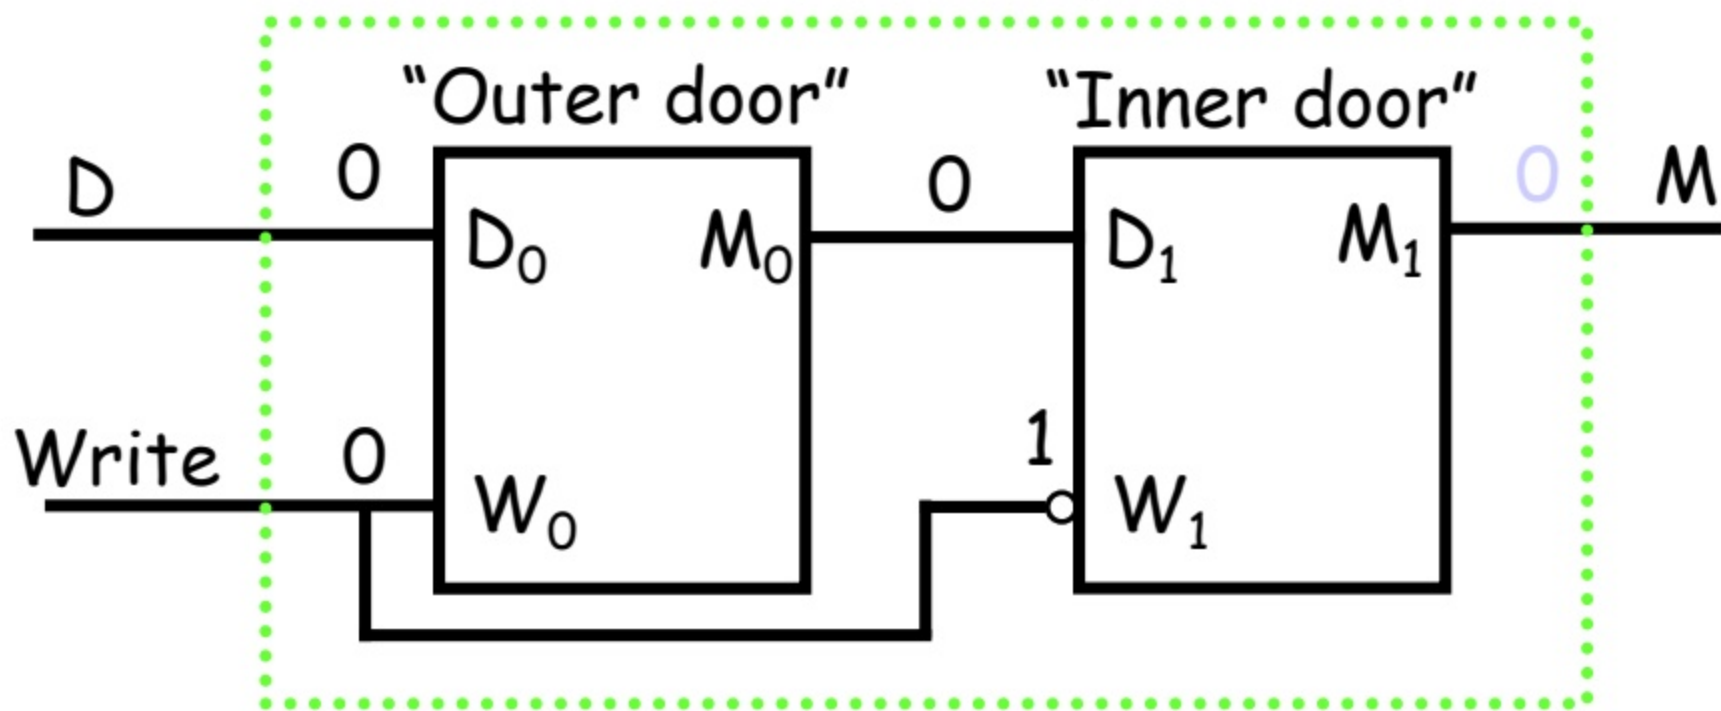 “Outer door” “Inner door”
D 0 0 0 M
D₀ M₀ D₁ M₁
Write 0 1
W₀ W₁